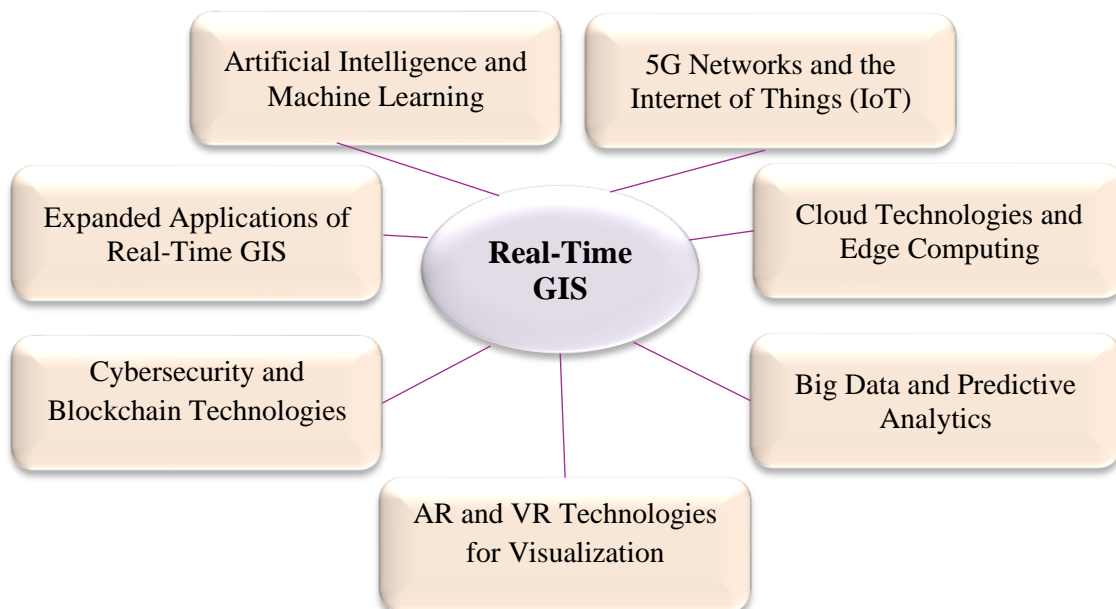 Artificial Intelligence and
Machine Learning
5G Networks and the
Internet of Things (IoT)
Expanded Applications of
Real-Time GIS
Real-Time
GIS
Cloud Technologies and
Edge Computing
Cybersecurity and
Blockchain Technologies
Big Data and Predictive
Analytics
AR and VR Technologies
for Visualization